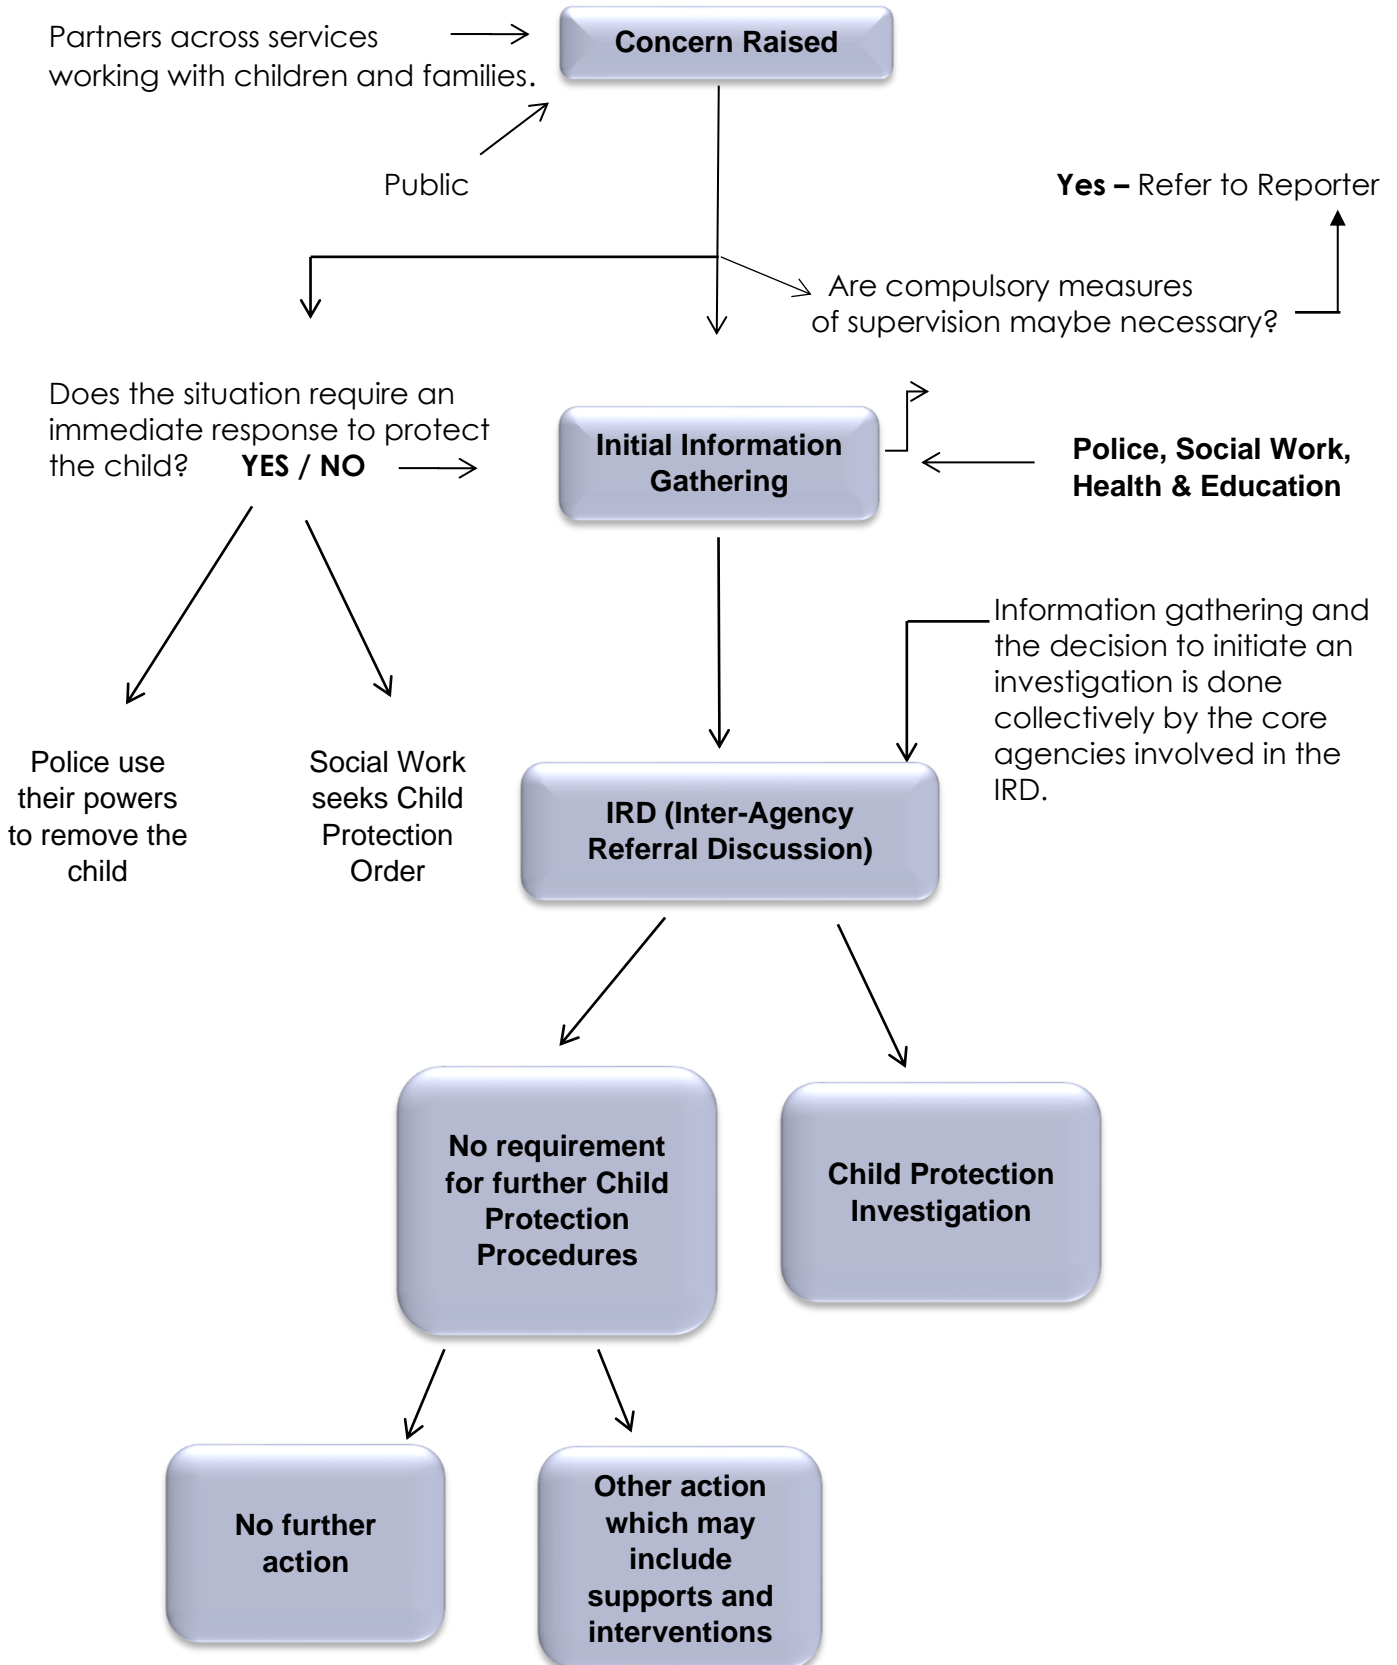 Partners across services
working with children and families.
Concern Raised
Public
Yes – Refer to Reporter
Are compulsory measures
of supervision maybe necessary?
Does the situation require an
immediate response to protect
the child? YES / NO
Initial Information
Gathering
Police, Social Work,
Health & Education
Information gathering and
the decision to initiate an
investigation is done
collectively by the core
agencies involved in the
IRD.
Police use
their powers
to remove the
child
Social Work
seeks Child
Protection
Order
IRD (Inter-Agency
Referral Discussion)
No requirement
for further Child
Protection
Procedures
Child Protection
Investigation
No further
action
Other action
which may
include
supports and
interventions